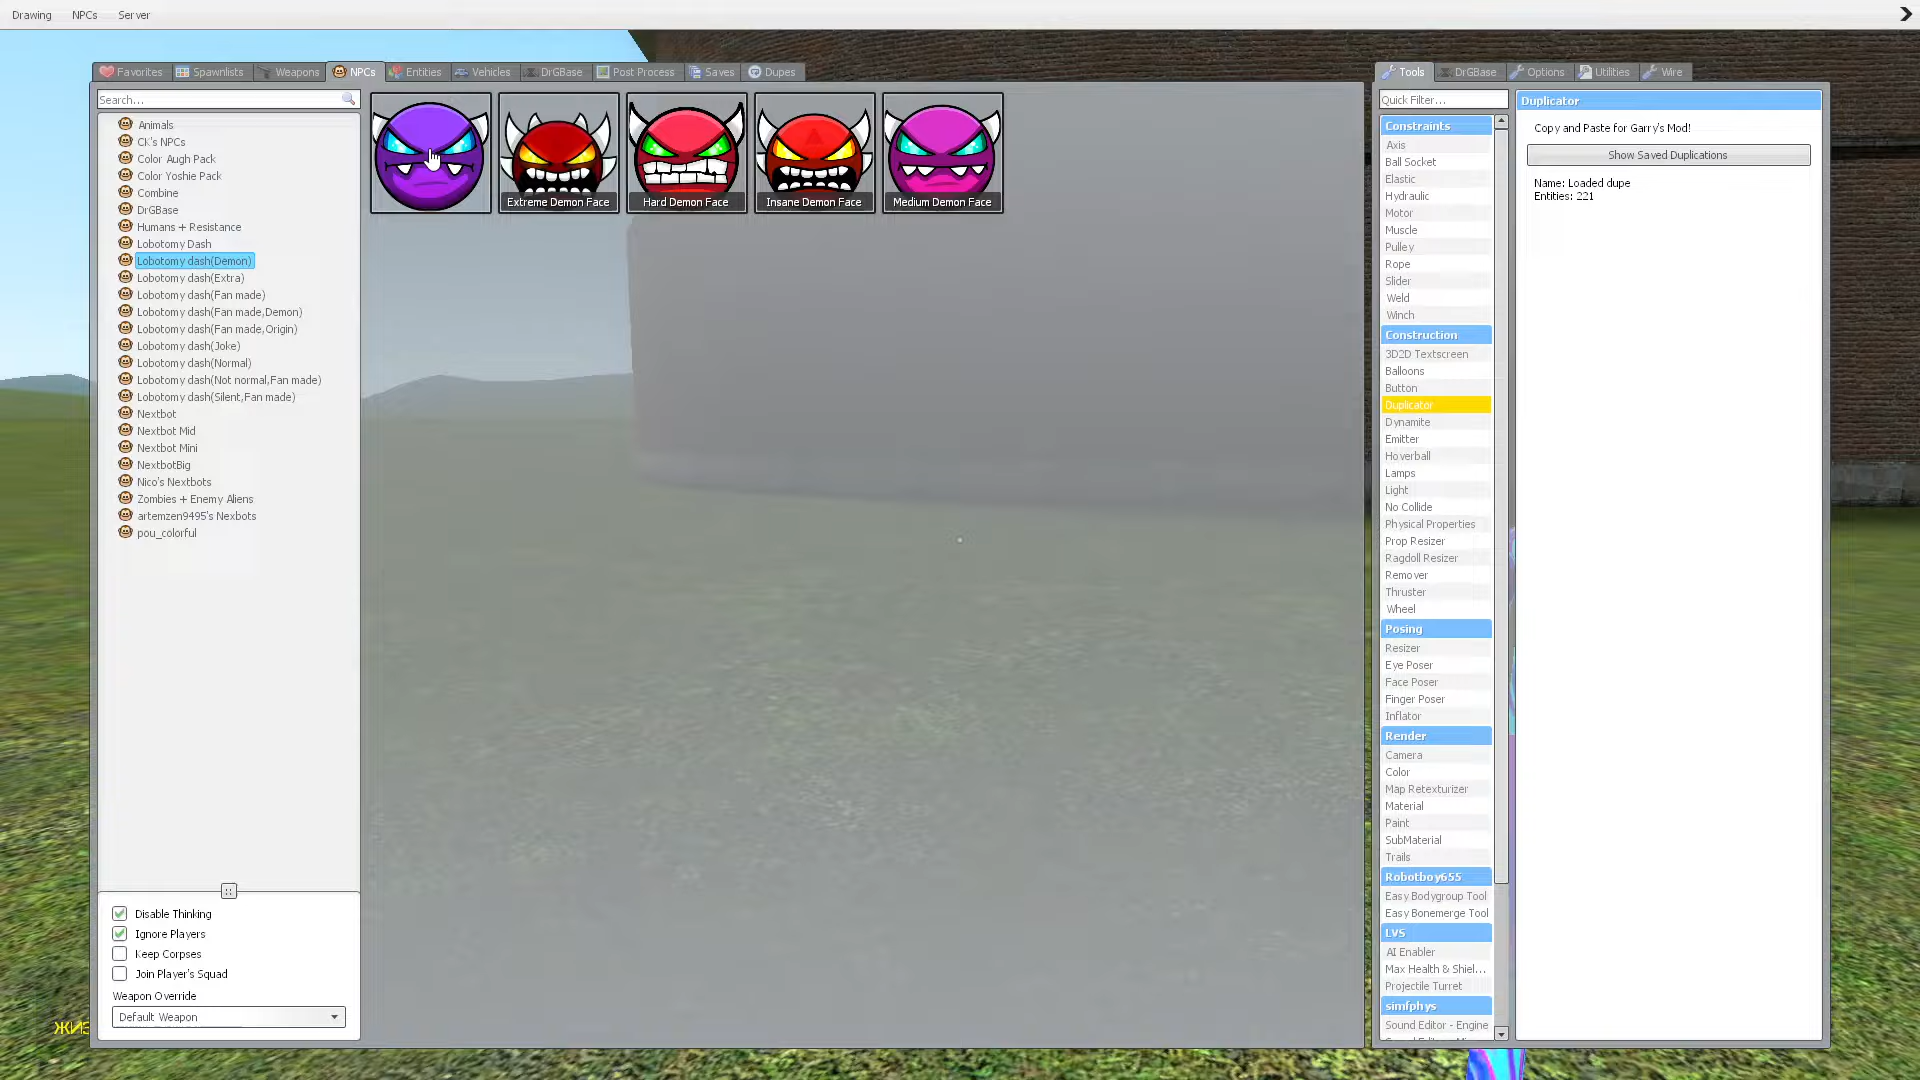 Drawing NPCs Server
Favorites Spawnlists Weapons NPCs Entities Vehicles DrGBase Post Process Saves Dupes
Search...
Animals
CK's NPCs
Color Augh Pack
Color Yoshie Pack
Combine
DrGBase
Humans + Resistance
Lobotomy Dash
Lobotomy dash(Demon)
Lobotomy dash(Extra)
Lobotomy dash(Fan made)
Lobotomy dash(Fan made,Demon)
Lobotomy dash(Fan made,Origin)
Lobotomy dash(Joke)
Lobotomy dash(Normal)
Lobotomy dash(Not normal,Fan made)
Lobotomy dash(Silent,Fan made)
Nextbot
Nextbot Mid
Nextbot Mini
NextbotBig
Nico's Nextbots
Zombies + Enemy Aliens
artemzen9495's Nexbots
pou_colorful
Disable Thinking
Ignore Players
Keep Corpses
Join Player's Squad
Weapon Override
Default Weapon
ЖИЗ
Extreme Demon Face
Hard Demon Face
Insane Demon Face
Medium Demon Face
Tools DrGBase Options Utilities Wire
Quick Filter...
Constraints
Axis
Ball Socket
Elastic
Hydraulic
Motor
Muscle
Pulley
Rope
Slider
Weld
Winch
Construction
3D2D Textscreen
Balloons
Button
Duplicator
Dynamite
Emitter
Hoverball
Lamps
Light
No Collide
Physical Properties
Prop Resizer
Ragdoll Resizer
Remover
Thruster
Wheel
Posing
Resizer
Eye Poser
Face Poser
Finger Poser
Inflator
Render
Camera
Color
Map Retexturizer
Material
Paint
SubMaterial
Trails
Robotboy655
Easy Bodygroup Tool
Easy Bonemerge Tool
LVS
AI Enabler
Max Health & Shiel...
Projectile Turret
simfphys
Sound Editor - Engine
Duplicator
Copy and Paste for Garry's Mod!
Show Saved Duplications
Name: Loaded dupe
Entities: 221